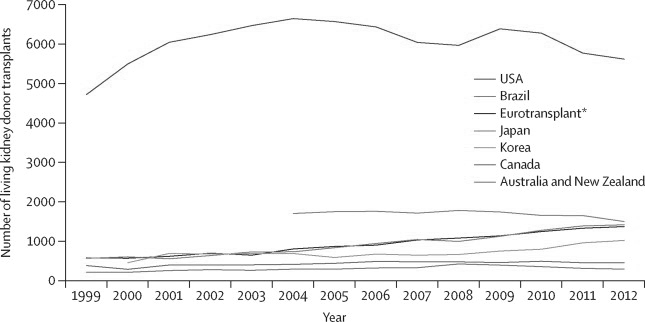 7000
6000
5000
4000
3000
2000
1000
0
Number of living kidney donor transplants
USA
Brazil
Eurotransplant*
Japan
Korea
Canada
Australia and New Zealand
1999 2000 2001 2002 2003 2004 2005 2006 2007 2008 2009 2010 2011 2012
Year